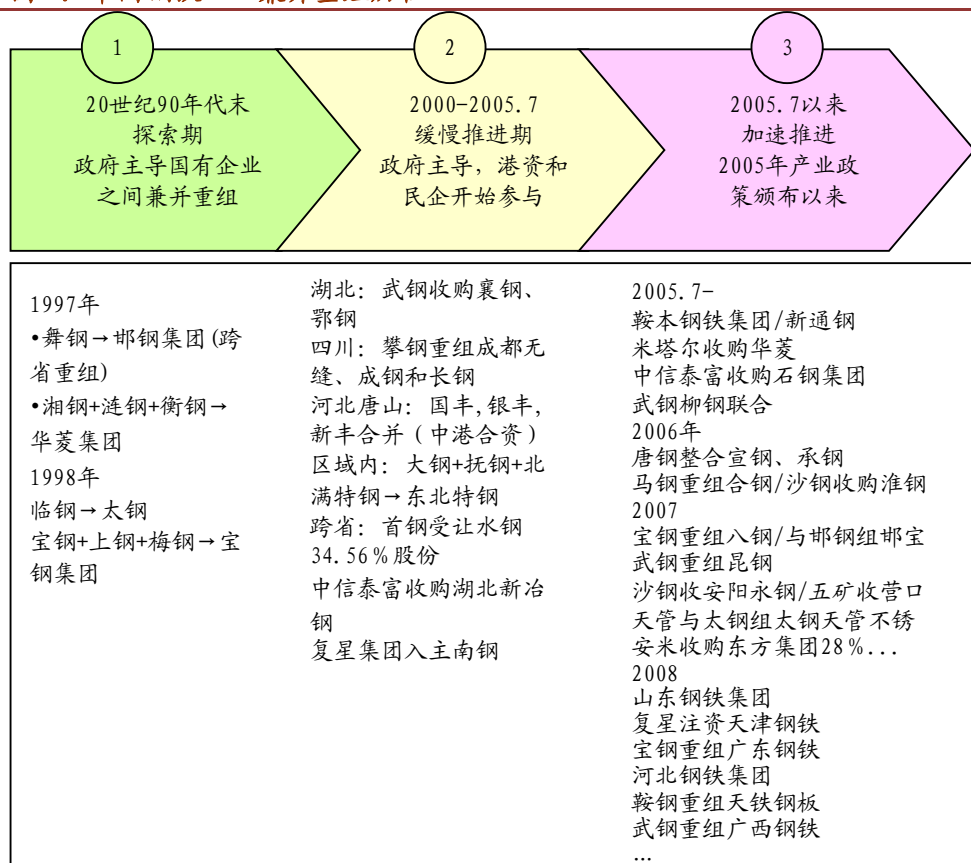 1
20世纪90年代末
探索期
政府主导国有企业
之间兼并重组
2
2000-2005.7
缓慢推进期
政府主导，港资和
民企开始参与
3
2005.7以来
加速推进
2005年产业政
策颁布以来
1997年
•舞钢→邯钢集团(跨
省重组)
•湘钢+涟钢+衡钢→
华菱集团
1998年
临钢→太钢
宝钢+上钢+梅钢→宝
钢集团
湖北：武钢收购襄钢、
鄂钢
四川：攀钢重组成都无
缝、成钢和长钢
河北唐山：国丰,银丰,
新丰合并（中港合资）
区域内：大钢+抚钢+北
满特钢→东北特钢
跨省：首钢受让水钢
34.56%股份
中信泰富收购湖北新冶
钢
复星集团入主南钢
2005.7-
鞍本钢铁集团/新通钢
米塔尔收购华菱
中信泰富收购石钢集团
武钢柳钢联合
2006年
唐钢整合宣钢、承钢
马钢重组合钢/沙钢收购淮钢
2007
宝钢重组八钢/与邯钢组邯宝
武钢重组昆钢
沙钢收安阳永钢/五矿收营口
天管与太钢组太钢天管不锈
安米收购东方集团28%...
2008
山东钢铁集团
复星注资天津钢铁
宝钢重组广东钢铁
河北钢铁集团
鞍钢重组天铁钢板
武钢重组广西钢铁
…